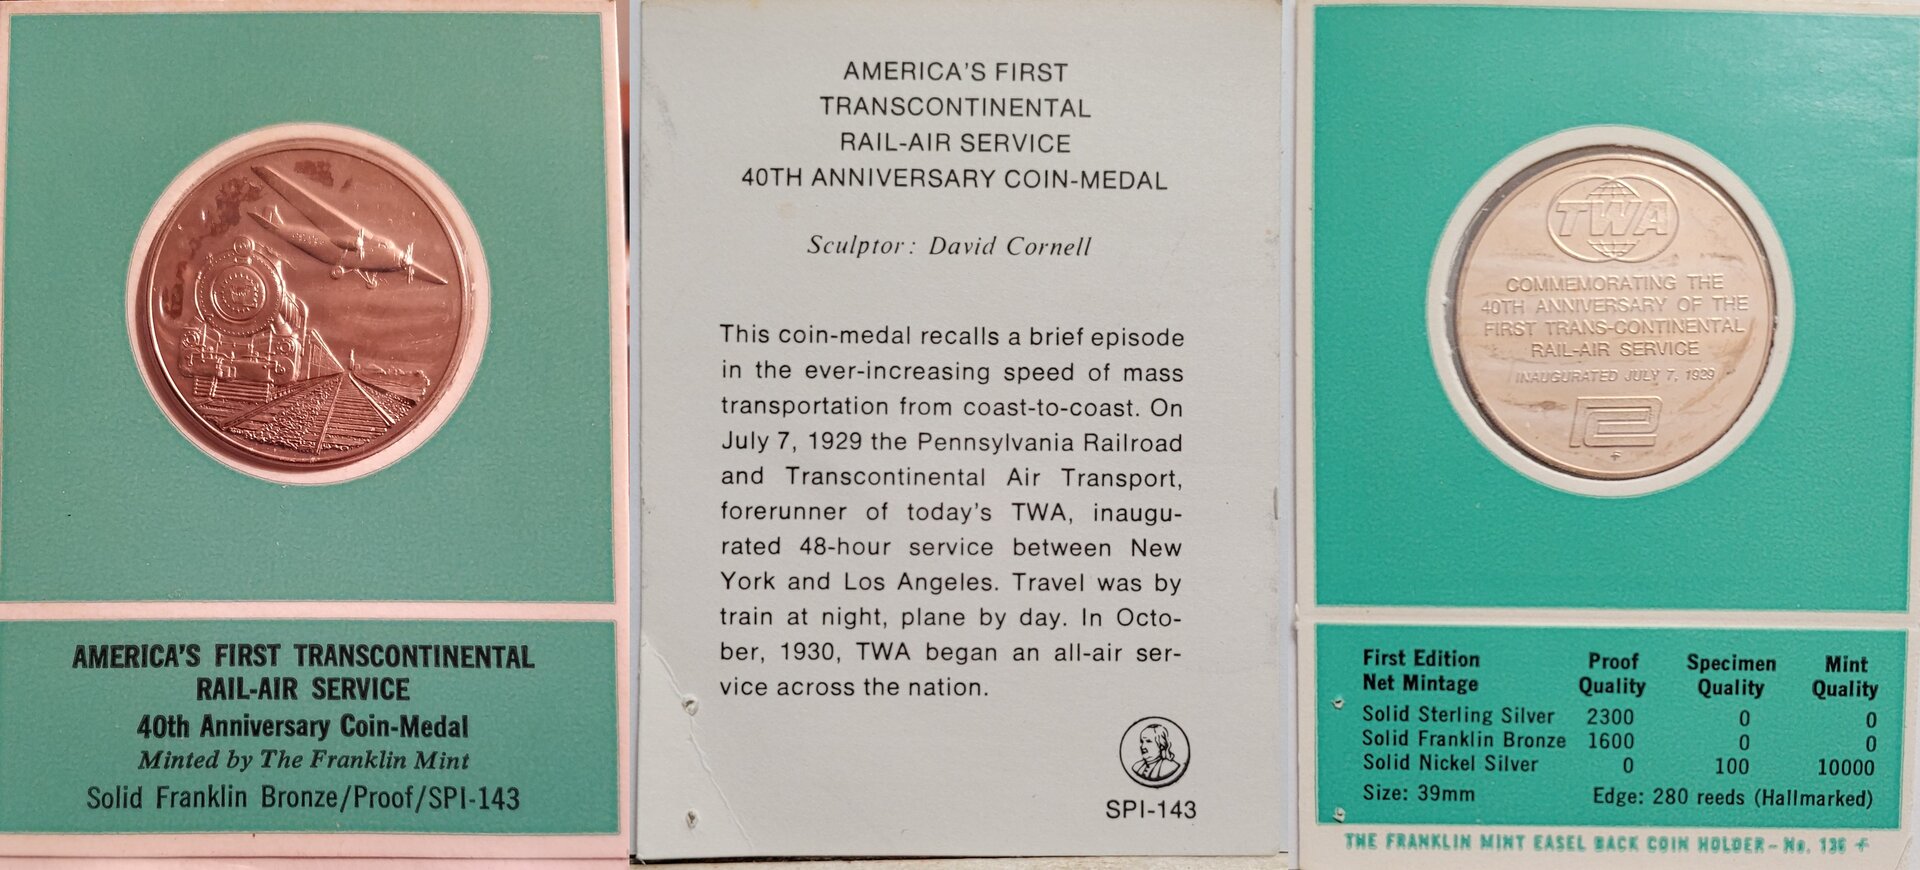 AMERICA'S FIRST TRANSCONTINENTAL
RAIL-AIR SERVICE
40th Anniversary Coin-Medal
Minted by The Franklin Mint
Solid Franklin Bronze/Proof/SPI-143
AMERICA'S FIRST
TRANSCONTINENTAL
RAIL-AIR SERVICE
40TH ANNIVERSARY COIN-MEDAL
Sculptor: David Cornell
This coin-medal recalls a brief episode
in the ever-increasing speed of mass
transportation from coast-to-coast. On
July 7, 1929 the Pennsylvania Railroad
and Transcontinental Air Transport,
forerunner of today's TWA, inaugu-
rated 48-hour service between New
York and Los Angeles. Travel was by
train at night, plane by day. In Octo-
ber, 1930, TWA began an all-air ser-
vice across the nation.
SPI-143
TWA
COMMEMORATING THE
40TH ANNIVERSARY OF THE
FIRST TRANS-CONTINENTAL
RAIL-AIR SERVICE
INAUGURATED JULY 7, 1929
First Edition Net Mintage Proof Quality Specimen Quality Mint Quality
Solid Sterling Silver 2300 0 0
Solid Franklin Bronze 1600 0 0
Solid Nickel Silver 0 100 10000
Size: 39mm Edge: 280 reeds (Hallmarked)
THE FRANKLIN MINT EASEL BACK COIN HOLDER - No.